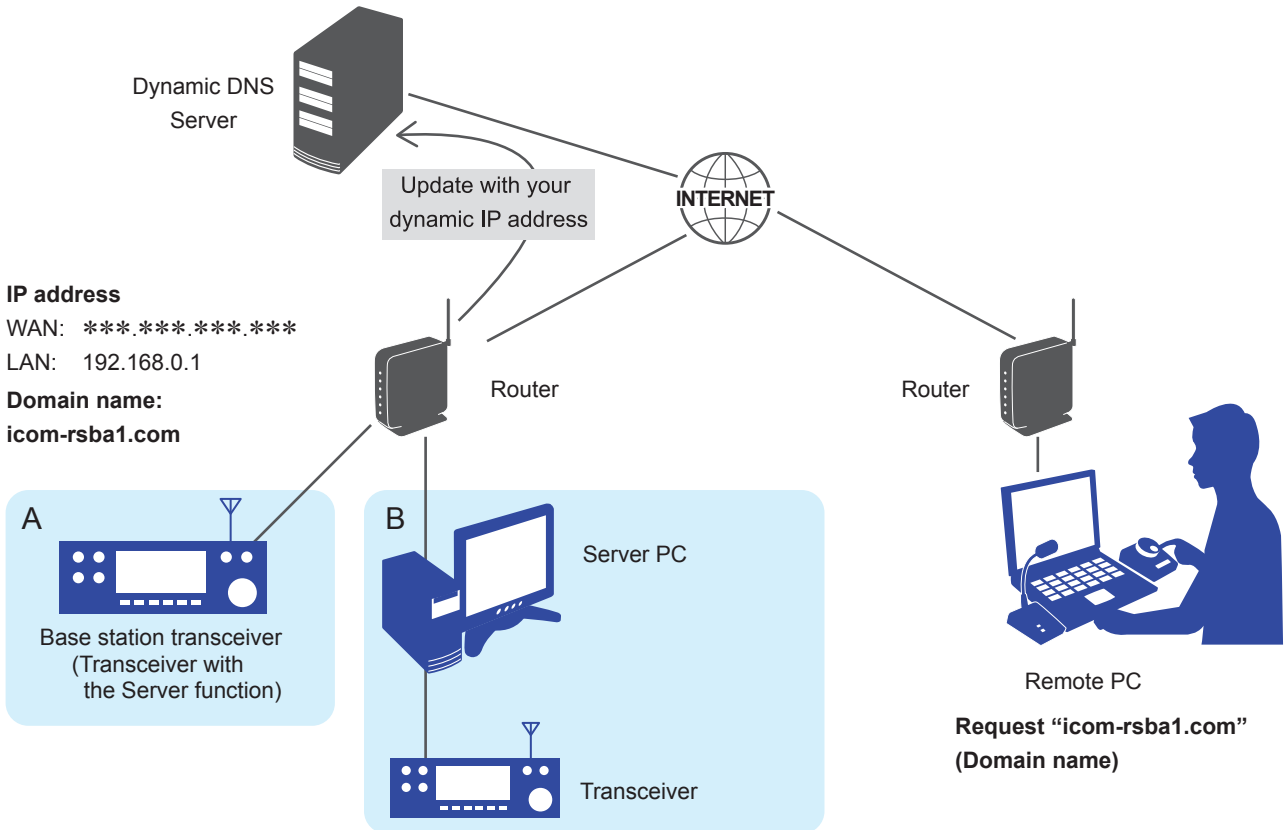 Dynamic DNS
Server
Update with your
dynamic IP address
INTERNET
IP address
WAN: ***.***.***.***
LAN: 192.168.0.1
Domain name:
icom-rsba1.com
Router
Router
A
Base station transceiver
(Transceiver with
the Server function)
B
Server PC
Transceiver
Remote PC
Request “icom-rsba1.com”
(Domain name)